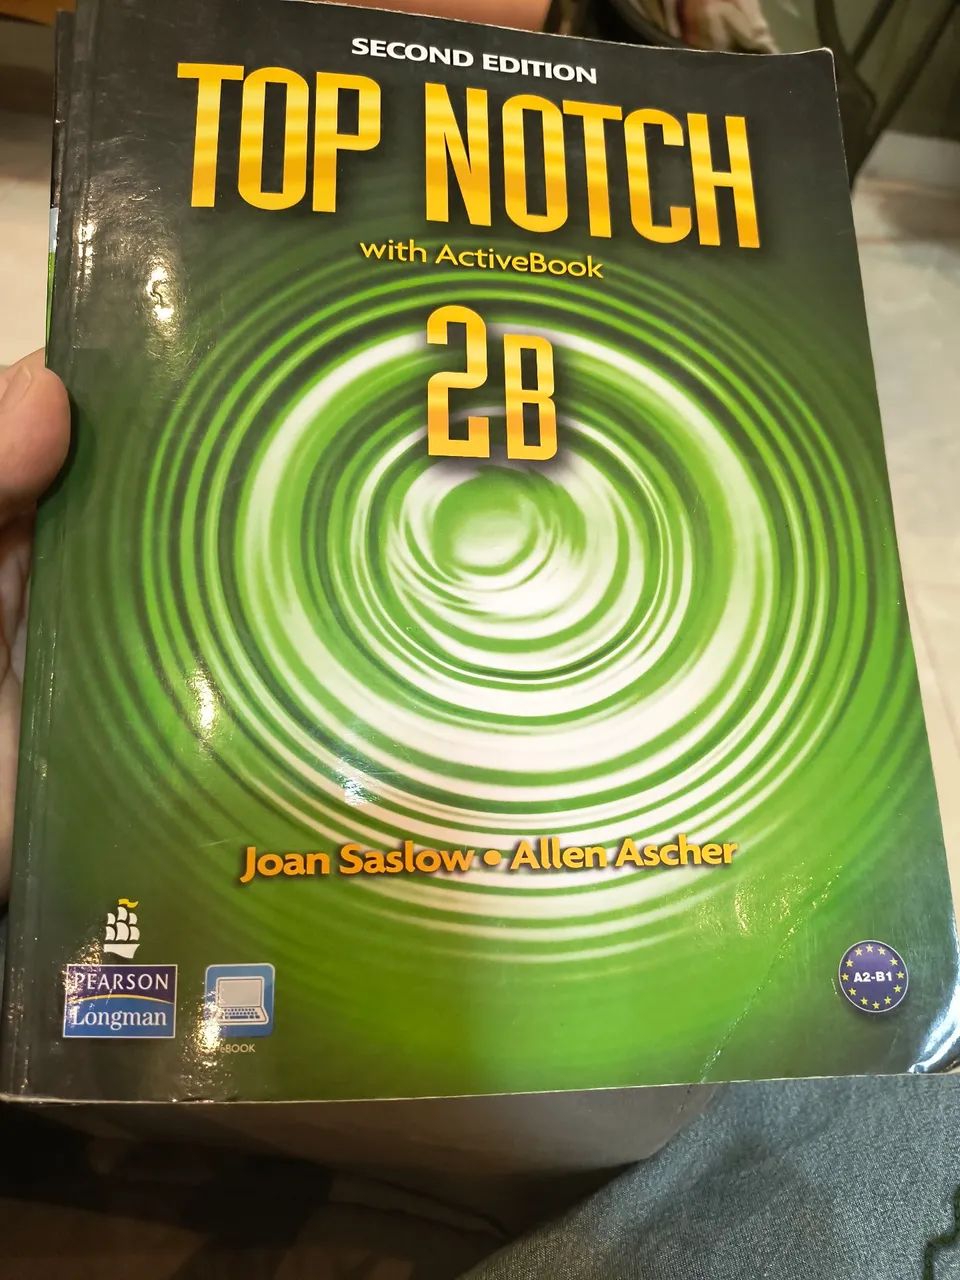 SECOND EDITION
TOP NOTCH
with ActiveBook
2B
Joan Saslow • Allen Ascher
PEARSON
Longman
A2-B1